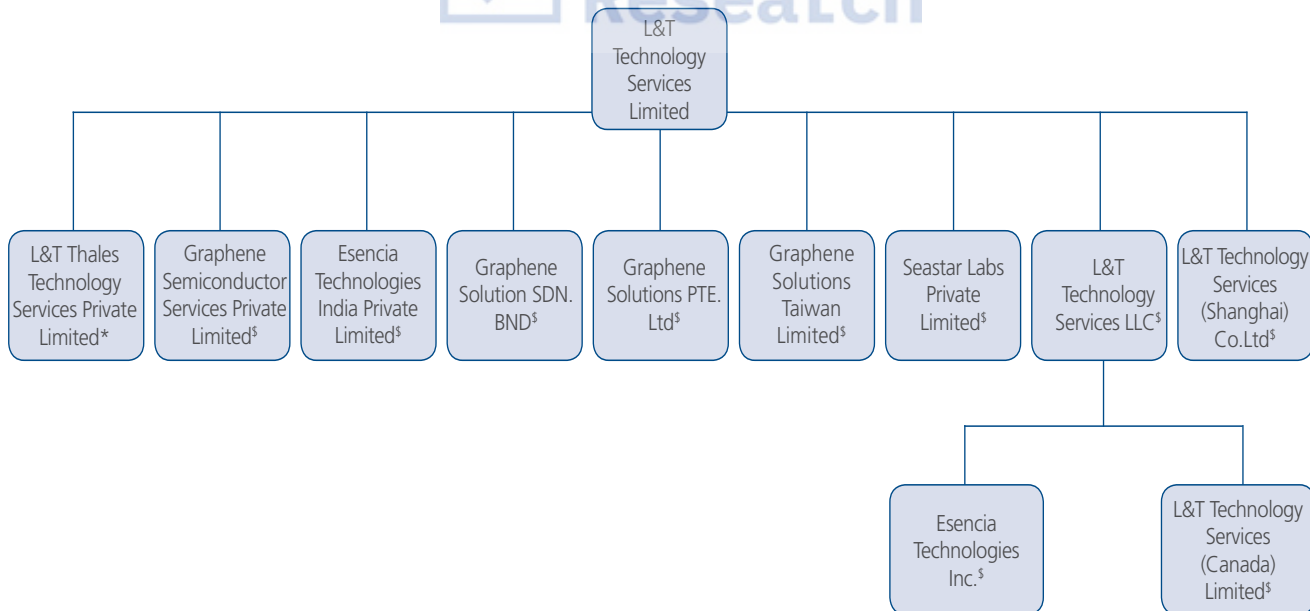 Research
L&T
Technology
Services
Limited
L&T Thales
Technology
Services Private
Limited*
Graphene
Semiconductor
Services Private
Limited$
Esencia
Technologies
India Private
Limited$
Graphene
Solution SDN.
BND$
Graphene
Solutions PTE.
Ltd$
Graphene
Solutions
Taiwan
Limited$
Seastar Labs
Private
Limited$
L&T
Technology
Services LLC$
L&T Technology
Services
(Shanghai)
Co.Ltd$
Esencia
Technologies
Inc.$
L&T Technology
Services
(Canada)
Limited$